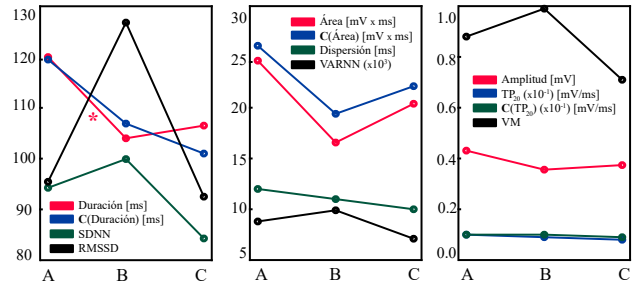 130
120
110
100
90
80
*
Duración [ms]
C(Duración) [ms]
SDNN
RMSSD
A B C
30
25
20
15
10
5
Área [mV x ms]
C(Área) [mV x ms]
Dispersión [ms]
VARNN (x10³)
A B C
1.0
0.8
0.6
0.4
0.2
0.0
Amplitud [mV]
TP₂₀ (x10⁻¹) [mV/ms]
C(TP₂₀) (x10⁻¹) [mV/ms]
VM
A B C